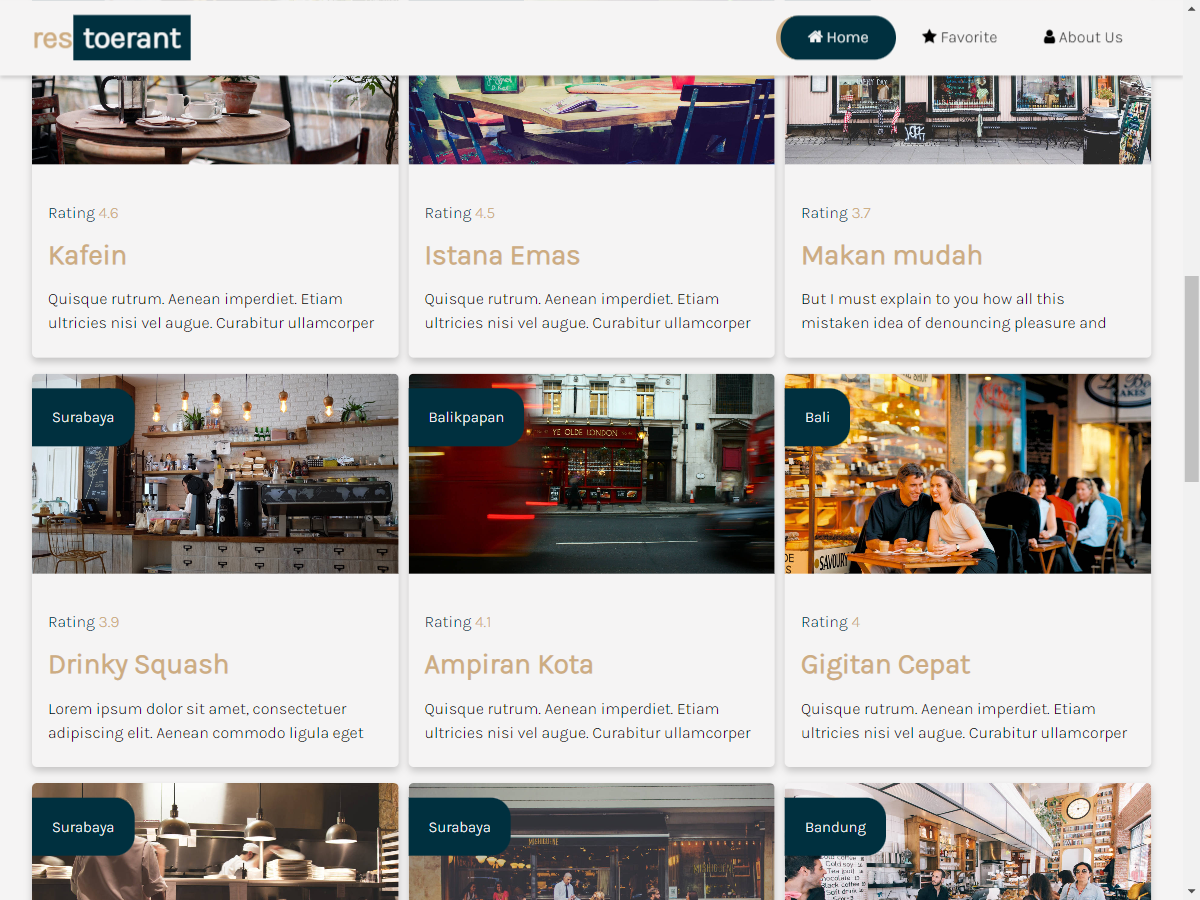 restoerant
Home
Favorite
About Us
Rating 4.6
Kafein
Quisque rutrum. Aenean imperdiet. Etiam
ultricies nisi vel augue. Curabitur ullamcorper
Rating 4.5
Istana Emas
Quisque rutrum. Aenean imperdiet. Etiam
ultricies nisi vel augue. Curabitur ullamcorper
Rating 3.7
Makan mudah
But I must explain to you how all this
mistaken idea of denouncing pleasure and
Surabaya
Rating 3.9
Drinky Squash
Lorem ipsum dolor sit amet, consectetuer
adipiscing elit. Aenean commodo ligula eget
Balikpapan
YE OLDE LONDON
Rating 4.1
Ampiran Kota
Quisque rutrum. Aenean imperdiet. Etiam
ultricies nisi vel augue. Curabitur ullamcorper
Bali
CAKES
SAVOURY
Rating 4
Gigitan Cepat
Quisque rutrum. Aenean imperdiet. Etiam
ultricies nisi vel augue. Curabitur ullamcorper
Surabaya
Surabaya
Bandung